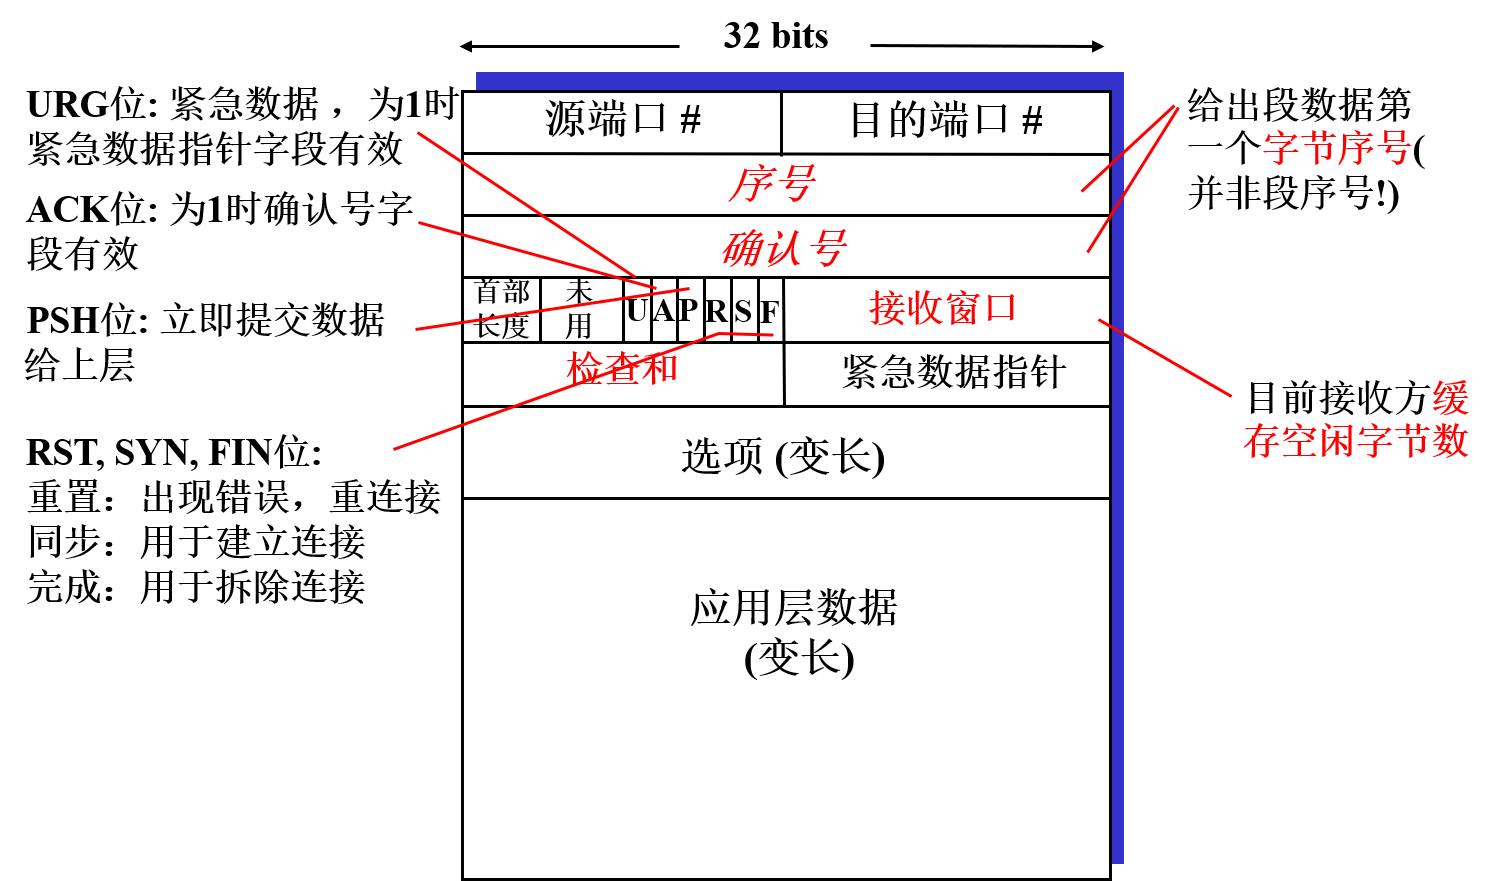 32 bits
URG位: 紧急数据 ，为1时
紧急数据指针字段有效
ACK位: 为1时确认号字
段有效
PSH位: 立即提交数据
给上层
RST, SYN, FIN位:
重置：出现错误，重连接
同步：用于建立连接
完成：用于拆除连接
源端口 #
目的端口 #
序号
确认号
首部
长度
未
用
U A P R S F
接收窗口
检查和
紧急数据指针
选项 (变长)
应用层数据
(变长)
给出段数据第
一个字节序号(
并非段序号!)
目前接收方缓
存空闲字节数